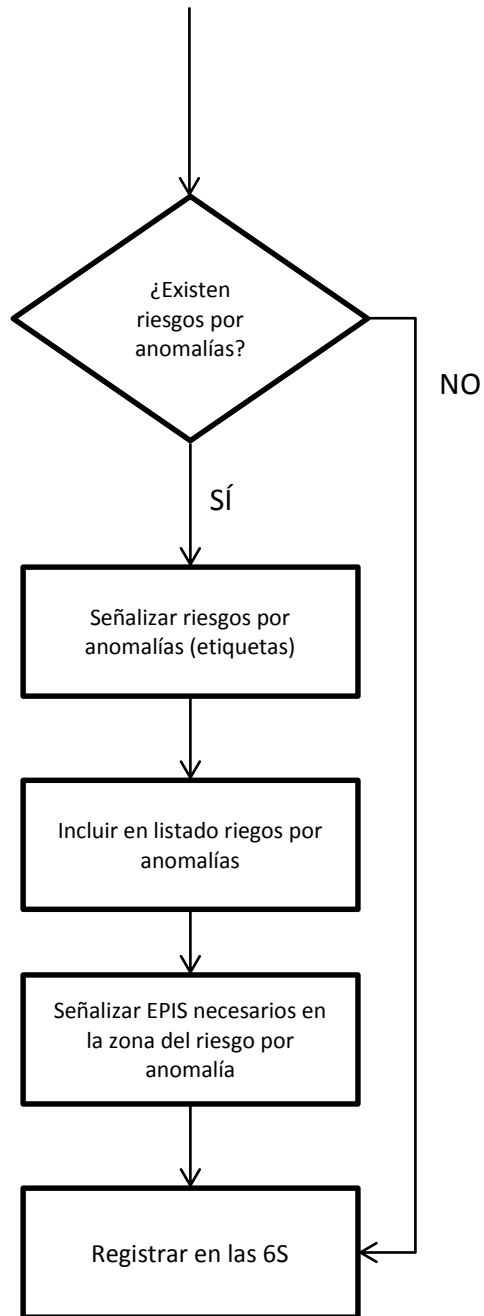 ¿Existen
riesgos por
anomalías?
NO
SÍ
Señalizar riesgos por
anomalías (etiquetas)
Incluir en listado riegos por
anomalías
Señalizar EPIS necesarios en
la zona del riesgo por
anomalía
Registrar en las 6S